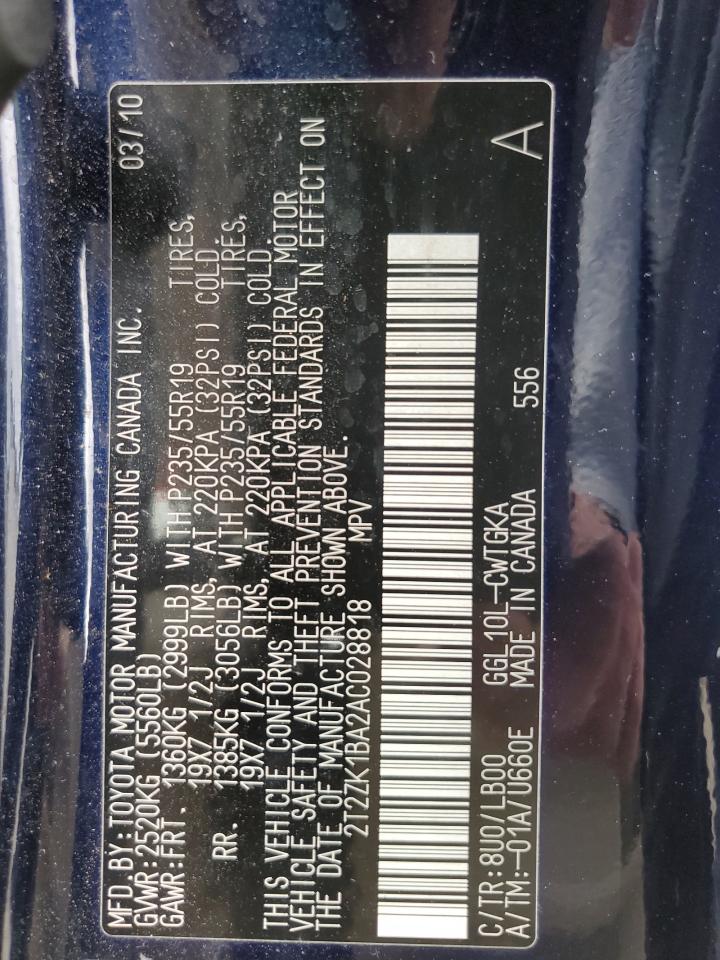 MFD.BY:TOYOTA MOTOR MANUFACTURING CANADA INC. 03/10
GVWR:2520KG (5560LB)
GAWR:FRT. 1360KG (2999LB) WITH P235/55R19 TIRES,
19X7 1/2J RIMS, AT 220KPA (32PSI) COLD.
RR. 1385KG (3056LB) WITH P235/55R19 TIRES,
19X7 1/2J RIMS, AT 220KPA (32PSI) COLD
THIS VEHICLE CONFORMS TO ALL APPLICABLE FEDERAL MOTOR
VEHICLE SAFETY AND THEFT PREVENTION STANDARDS IN EFFECT ON
THE DATE OF MANUFACTURE SHOWN ABOVE.
2T2ZK1BA2AC028818 MPV
C/TR:8U0/LB00 GGL10L-CWTGKA A
A/TM:-01A/U660E MADE IN CANADA 556